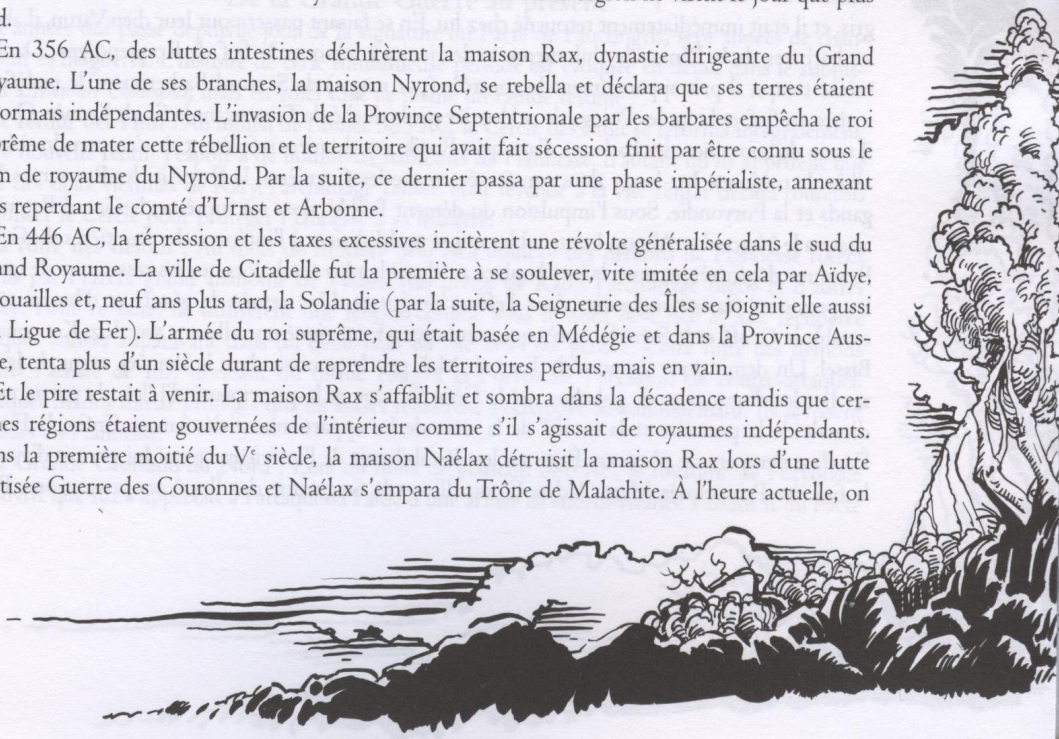 d.
En 356 AC, des luttes intestines déchirèrent la maison Rax, dynastie dirigeante du Grand
yaume. L'une de ses branches, la maison Nyrond, se rebella et déclara que ses terres étaient
ormais indépendantes. L'invasion de la Province Septentrionale par les barbares empêcha le roi
rême de mater cette rébellion et le territoire qui avait fait sécession finit par être connu sous le
m de royaume du Nyrond. Par la suite, ce dernier passa par une phase impérialiste, annexant
s reperdant le comté d'Urnst et Arbonne.
En 446 AC, la répression et les taxes excessives incitèrent une révolte généralisée dans le sud du
and Royaume. La ville de Citadelle fut la première à se soulever, vite imitée en cela par Aïdyè,
ouailles et, neuf ans plus tard, la Solandie (par la suite, la Seigneurie des Îles se joignit elle aussi
Ligue de Fer). L'armée du roi suprême, qui était basée en Médégie et dans la Province Aus-
e, tenta plus d'un siècle durant de reprendre les territoires perdus, mais en vain.
Et le pire restait à venir. La maison Rax s'affaiblit et sombra dans la décadence tandis que cer-
nes régions étaient gouvernées de l'intérieur comme s'il s'agissait de royaumes indépendants.
ns la première moitié du Vᵉ siècle, la maison Naélax détruisit la maison Rax lors d'une lutte
tisée Guerre des Couronnes et Naélax s'empara du Trône de Malachite. À l'heure actuelle, on